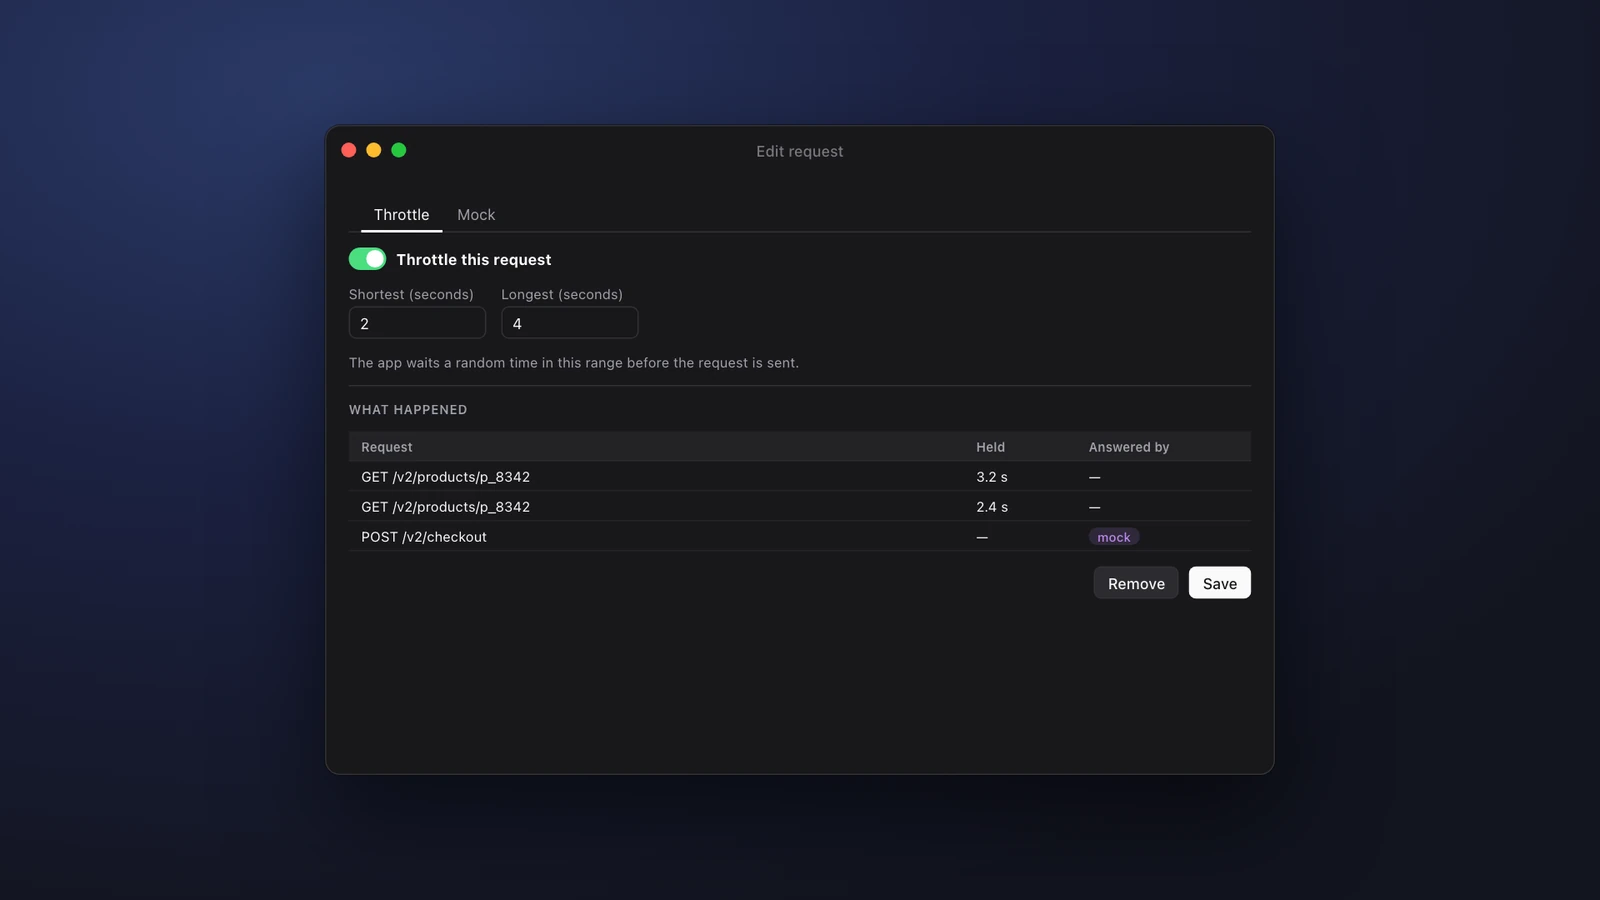 Edit request
Throttle Mock
Throttle this request
Shortest (seconds) Longest (seconds)
2 4
The app waits a random time in this range before the request is sent.
WHAT HAPPENED
Request Held Answered by
GET /v2/products/p_8342 3.2 s —
GET /v2/products/p_8342 2.4 s —
POST /v2/checkout — mock
Remove Save